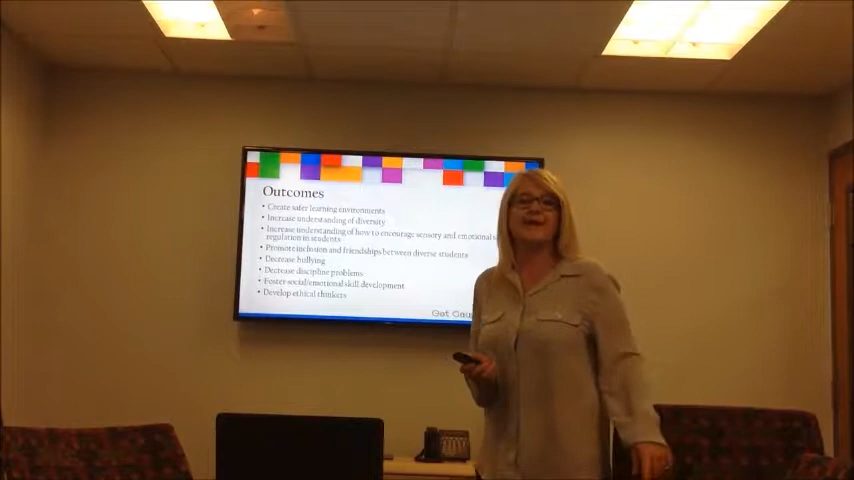 Outcomes
• Create safer learning environments
• Increase understanding of diversity
• Increase understanding of how to encourage sensory and emotional
regulation in students
• Promote inclusion and friendships between diverse students
• Decrease bullying
• Decrease discipline problems
• Foster social/emotional skill development
• Develop ethical thinkers
Get